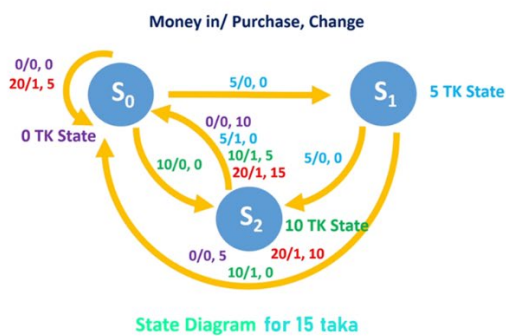 Money in/ Purchase, Change
0/0, 0
20/1, 5
S0
5/0, 0
S1
5 TK State
0 TK State
0/0, 10
5/1, 0
10/1, 5
20/1, 15
10/0, 0
5/0, 0
S2
10 TK State
0/0, 5
20/1, 10
10/1, 0
State Diagram for 15 taka